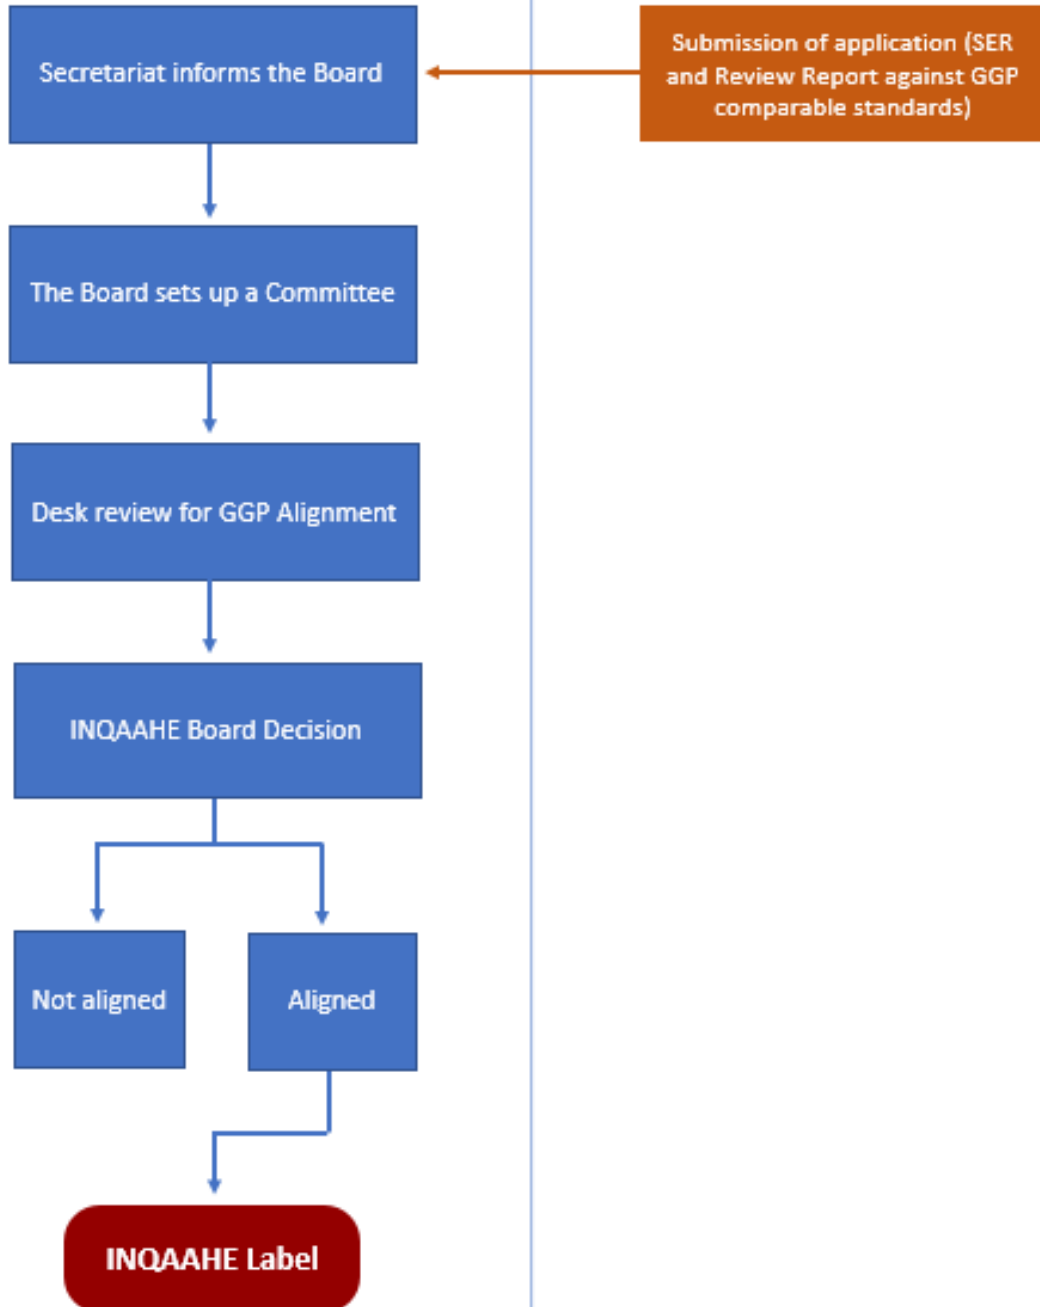 Secretariat informs the Board
Submission of application (SER
and Review Report against GGP
comparable standards)
The Board sets up a Committee
Desk review for GGP Alignment
INQAAHE Board Decision
Not aligned
Aligned
INQAAHE Label